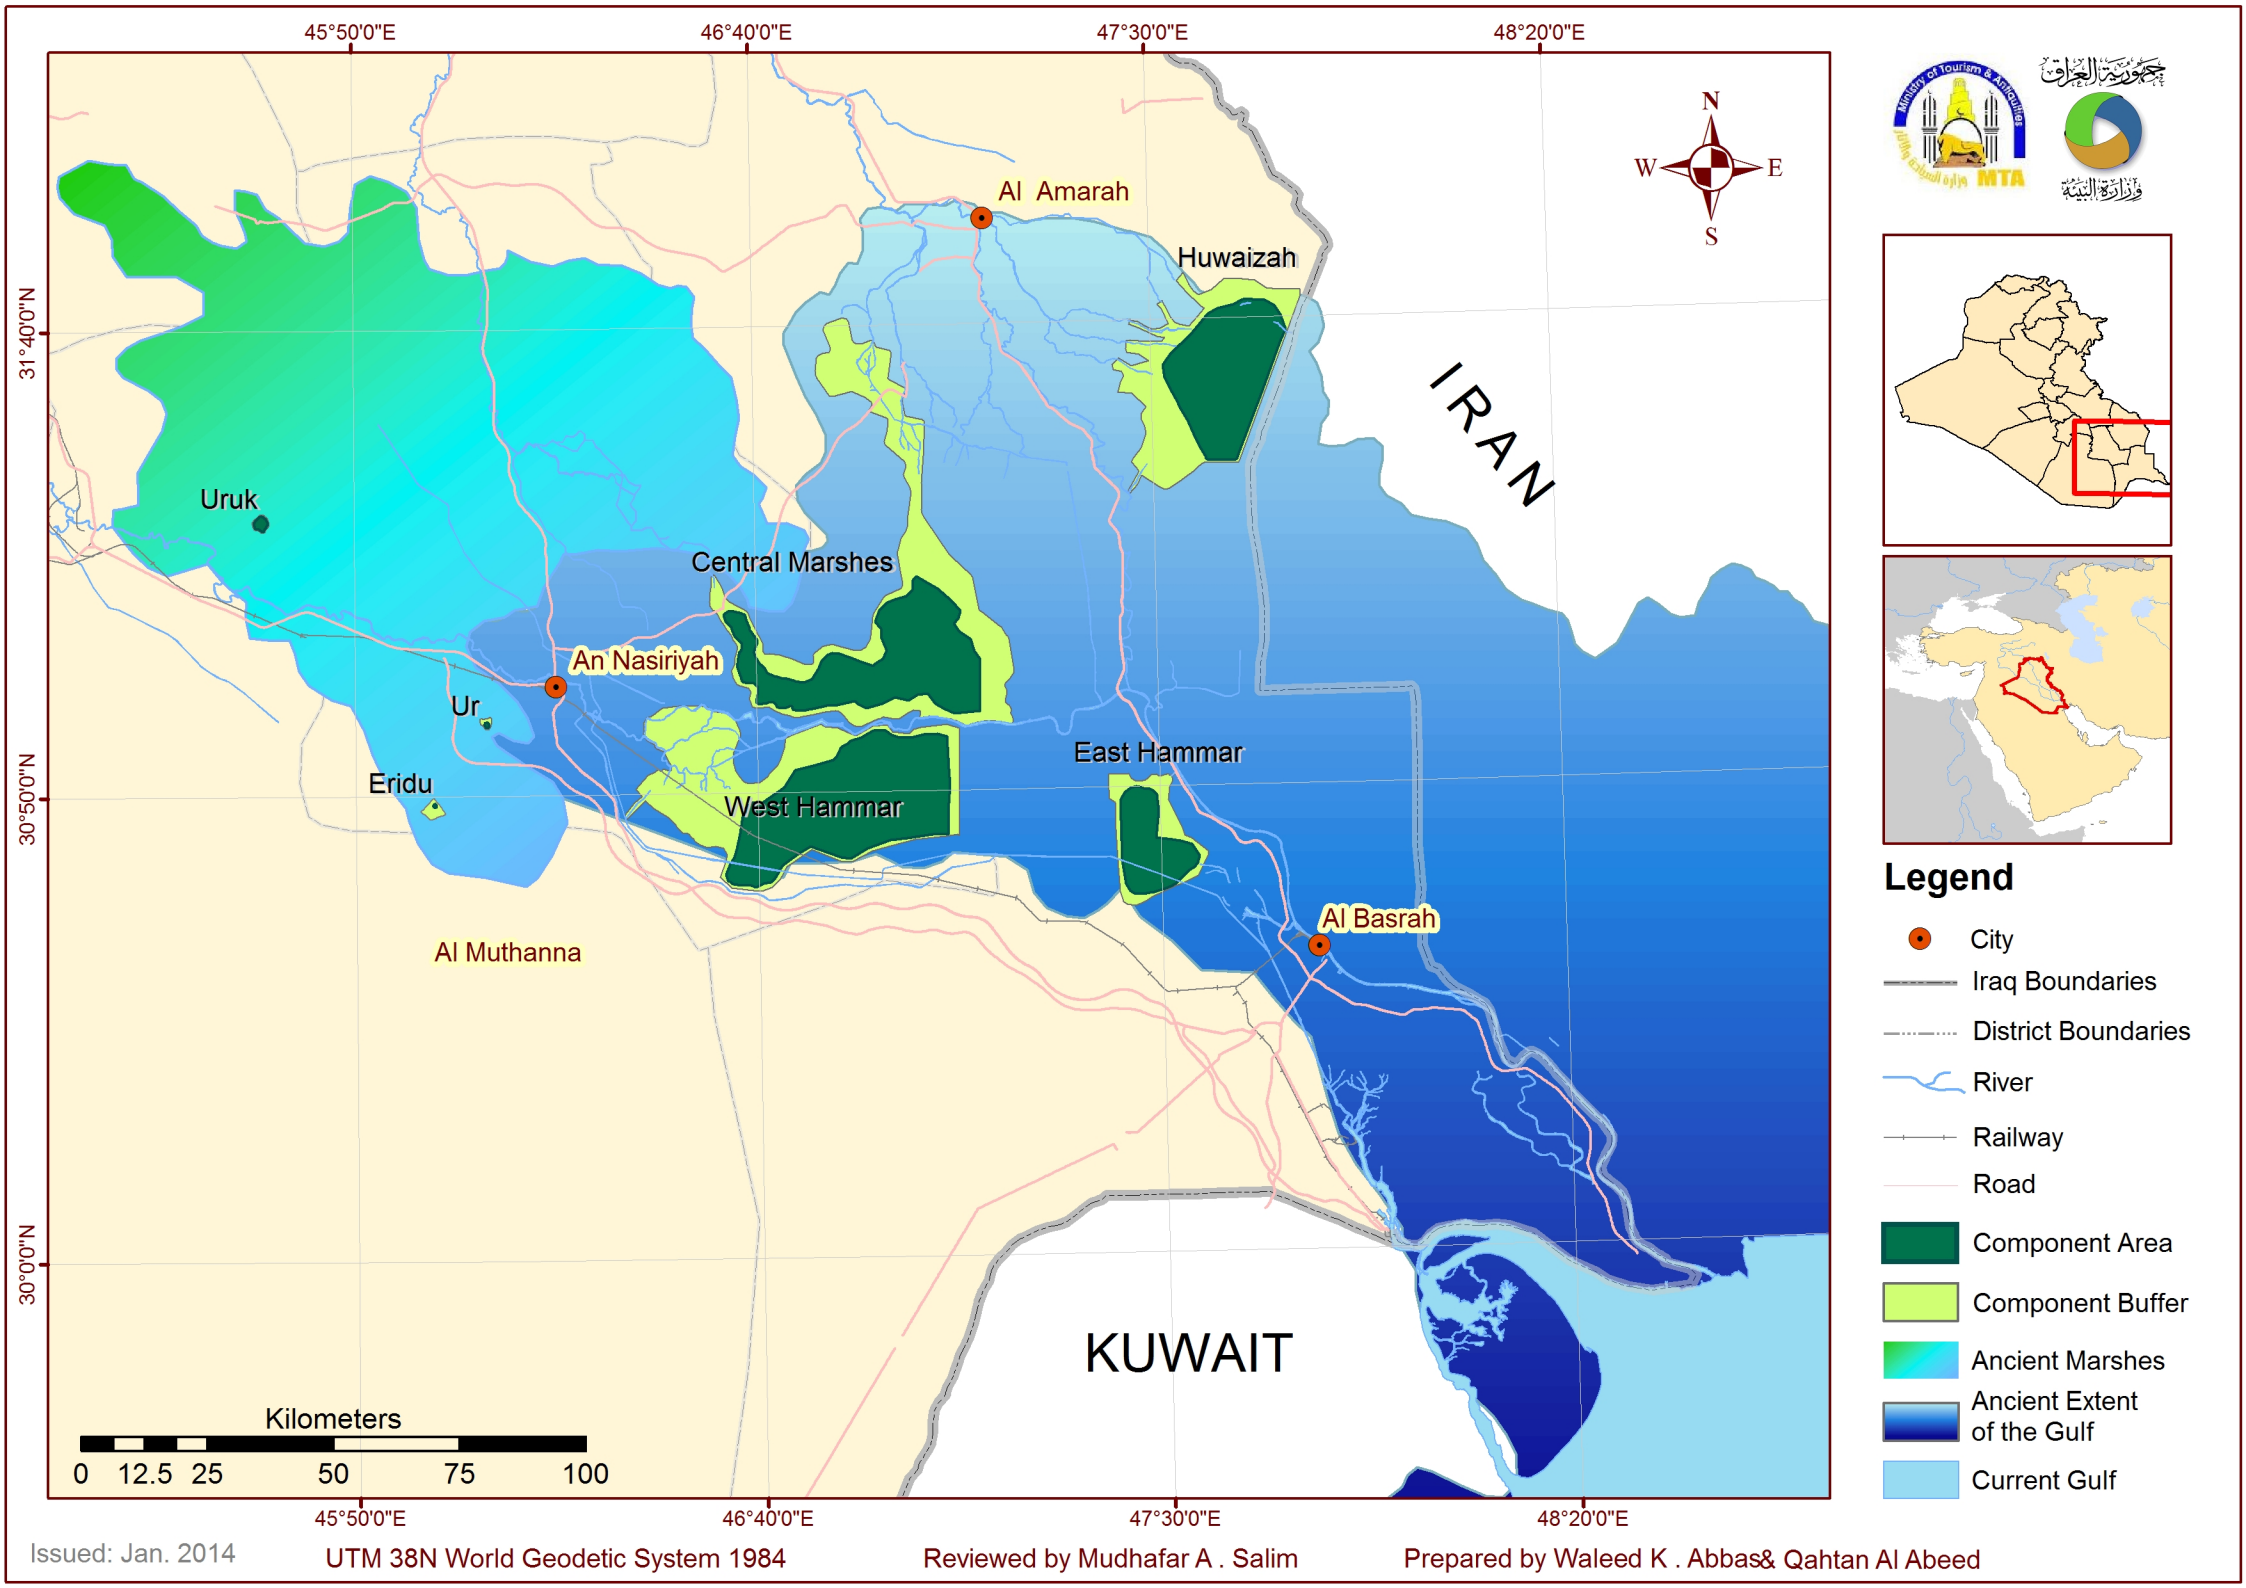 45°50'0"E 46°40'0"E 47°30'0"E 48°20'0"E
Ministry of Tourism & Antiquities
MTA
جمهورية العراق
وزارة البيئة
N
W E
S
Al Amarah
Huwaizah
31°40'0"N
IRAN
Uruk
Central Marshes
An Nasiriyah
Ur
East Hammar
Eridu
West Hammar
30°50'0"N
Al Basrah
Al Muthanna
30°0'0"N
KUWAIT
Kilometers
0 12.5 25 50 75 100
45°50'0"E 46°40'0"E 47°30'0"E 48°20'0"E
Legend
City
Iraq Boundaries
District Boundaries
River
Railway
Road
Component Area
Component Buffer
Ancient Marshes
Ancient Extent
of the Gulf
Current Gulf
Issued: Jan. 2014 UTM 38N World Geodetic System 1984 Reviewed by Mudhafar A . Salim Prepared by Waleed K . Abbas& Qahtan Al Abeed